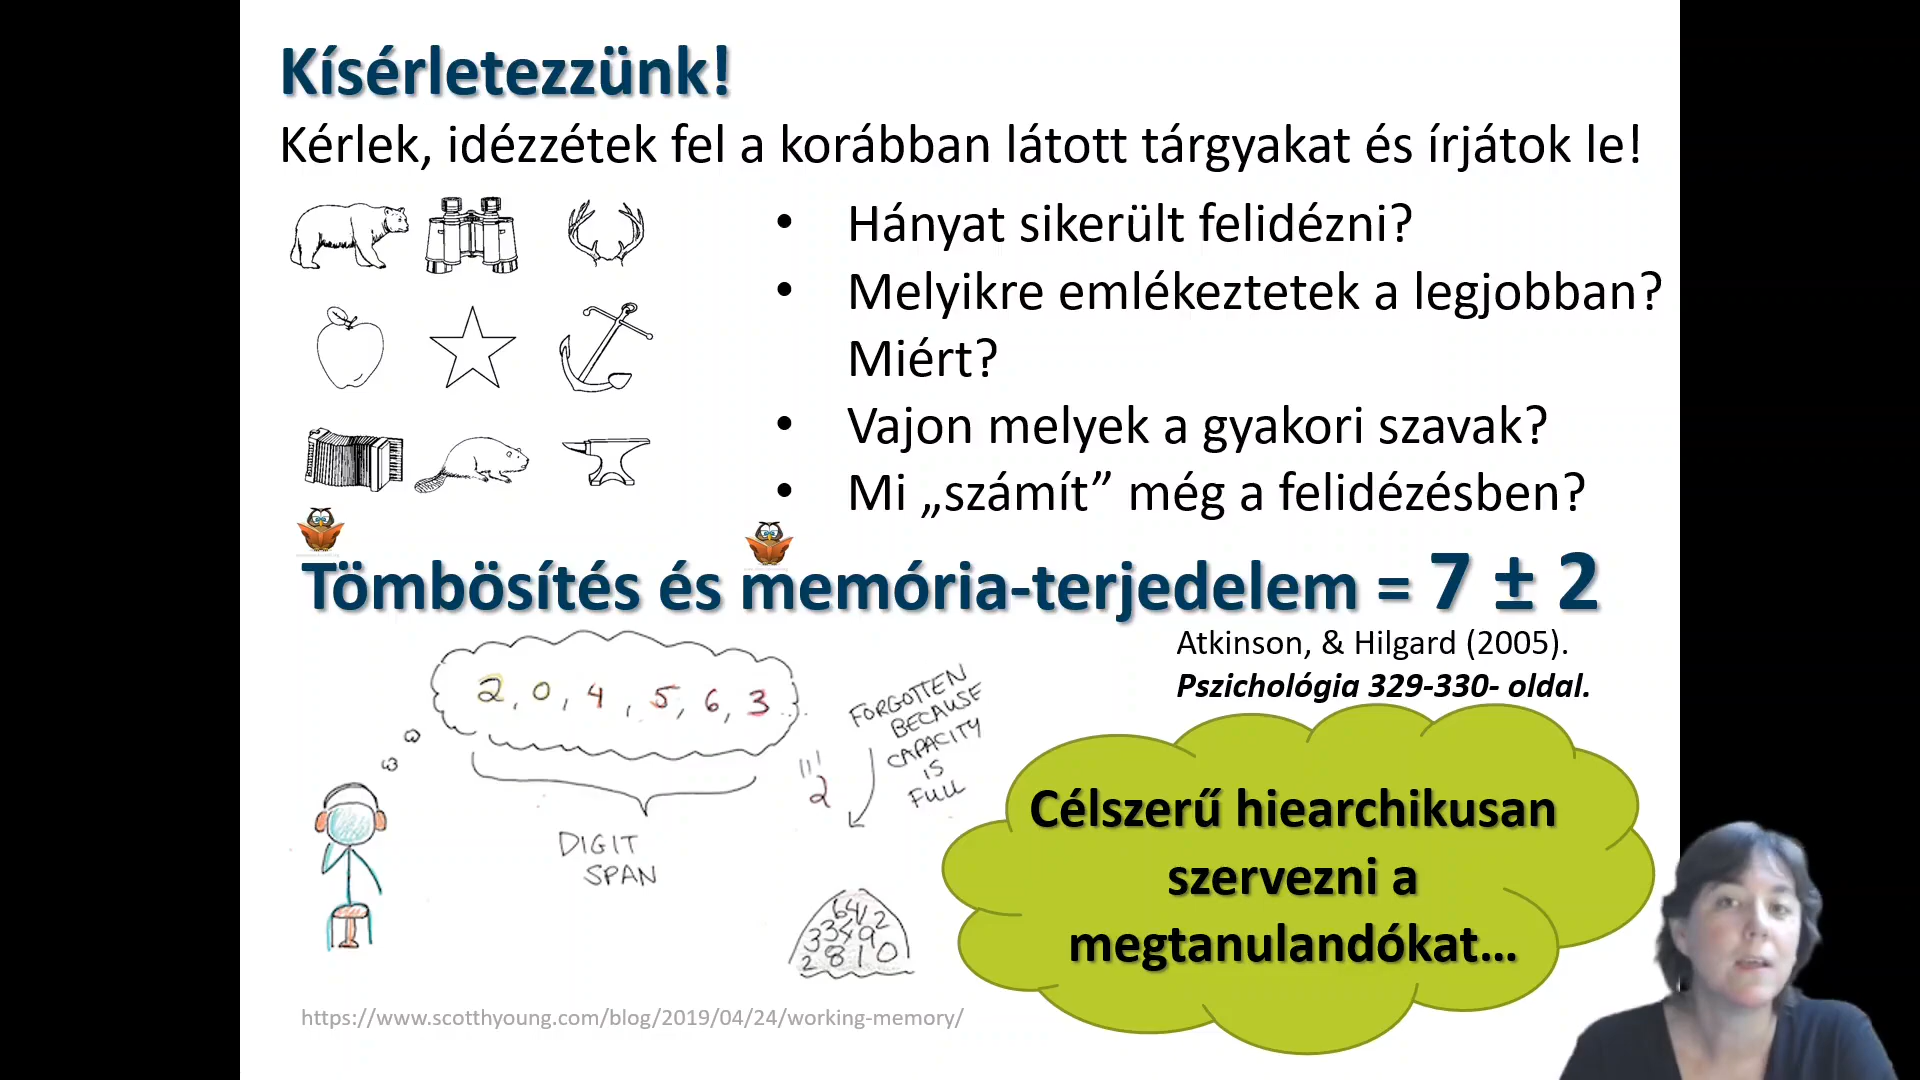 Kísérletezzünk!
Kérlek, idézzétek fel a korábban látott tárgyakat és írjátok le!
• Hányat sikerült felidézni?
• Melyikre emlékeztetek a legjobban?
Miért?
• Vajon melyek a gyakori szavak?
• Mi „számít” még a felidézésben?
Tömbösítés és memória-terjedelem = 7 ± 2
Atkinson, & Hilgard (2005).
Pszichológia 329-330- oldal.
2, 0, 4, 5, 6, 3...
FORGOTTEN
BECAUSE
CAPACITY
IS
FULL
2
DIGIT
SPAN
6412
3349
2810
Célszerű hiearchikusan
szervezni a
megtanulandókat...
https://www.scotthyoung.com/blog/2019/04/24/working-memory/